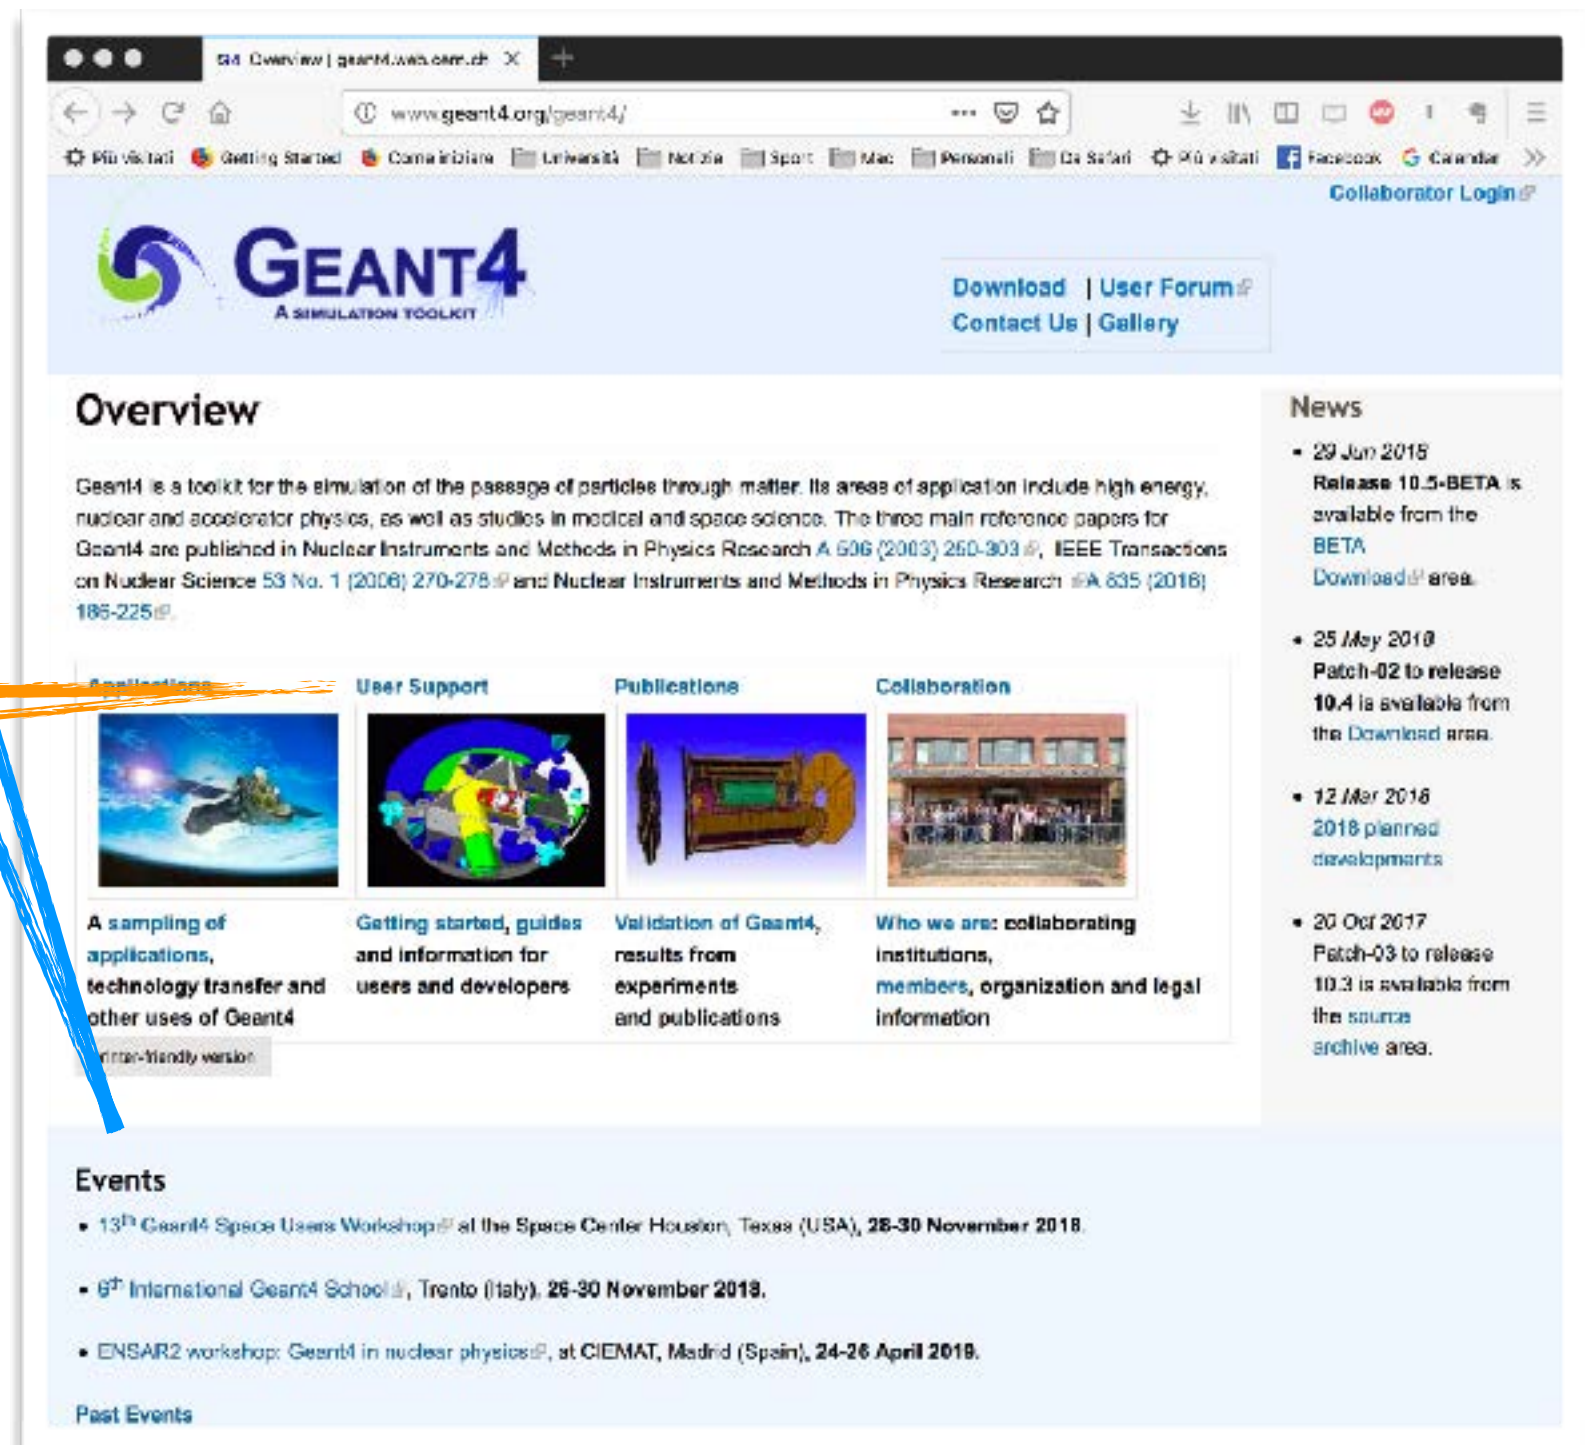 G4 Overview | geant4.web.cern.ch
www.geant4.org/geant4/
Più visitati Getting Started Come iniziare Università Notizie Sport Mac Personali Da Safari Più visitati Facebook Calendar
Collaborator Login
GEANT4
A SIMULATION TOOLKIT
Download | User Forum
Contact Us | Gallery
Overview
Geant4 is a toolkit for the simulation of the passage of particles through matter. Its areas of application include high energy,
nuclear and accelerator physics, as well as studies in medical and space science. The three main reference papers for
Geant4 are published in Nuclear Instruments and Methods in Physics Research A 506 (2003) 250-303, IEEE Transactions
on Nuclear Science 53 No. 1 (2006) 270-278 and Nuclear Instruments and Methods in Physics Research A 835 (2016)
186-225.
Applications
User Support
Publications
Collaboration
A sampling of
applications,
technology transfer and
other uses of Geant4
Getting started, guides
and information for
users and developers
Validation of Geant4,
results from
experiments
and publications
Who we are: collaborating
institutions,
members, organization and legal
information
printer-friendly version
News
29 Jun 2018
Release 10.5-BETA is
available from the
BETA
Download area.
25 May 2018
Patch-02 to release
10.4 is available from
the Download area.
12 Mar 2018
2018 planned
developments
20 Oct 2017
Patch-03 to release
10.3 is available from
the source
archive area.
Events
13th Geant4 Space Users Workshop at the Space Center Houston, Texas (USA), 28-30 November 2018.
6th International Geant4 School, Trento (Italy), 26-30 November 2018.
ENSAR2 workshop: Geant4 in nuclear physics, at CIEMAT, Madrid (Spain), 24-26 April 2019.
Past Events